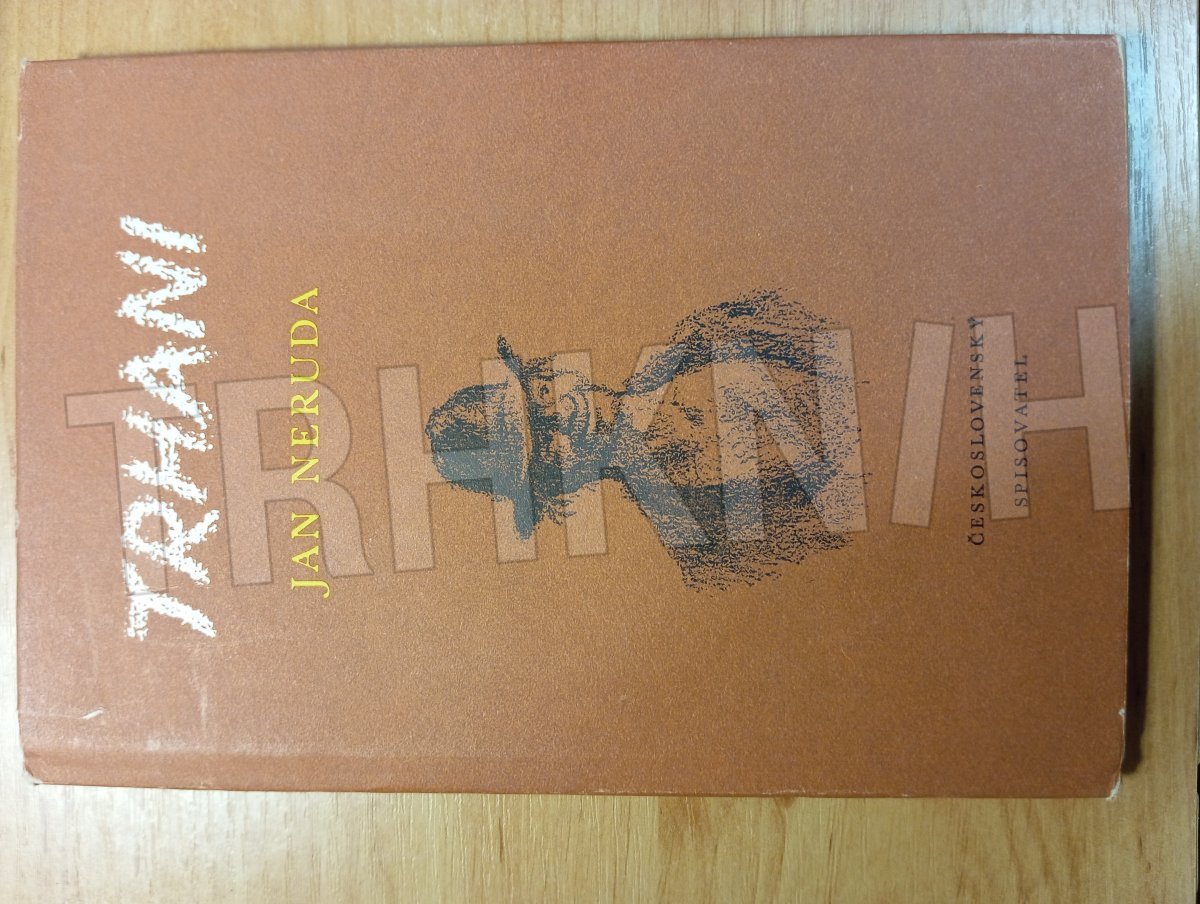 TRHANI
JAN NERUDA
ČESKOSLOVENSKÝ
SPISOVATEL
TRHKNIH